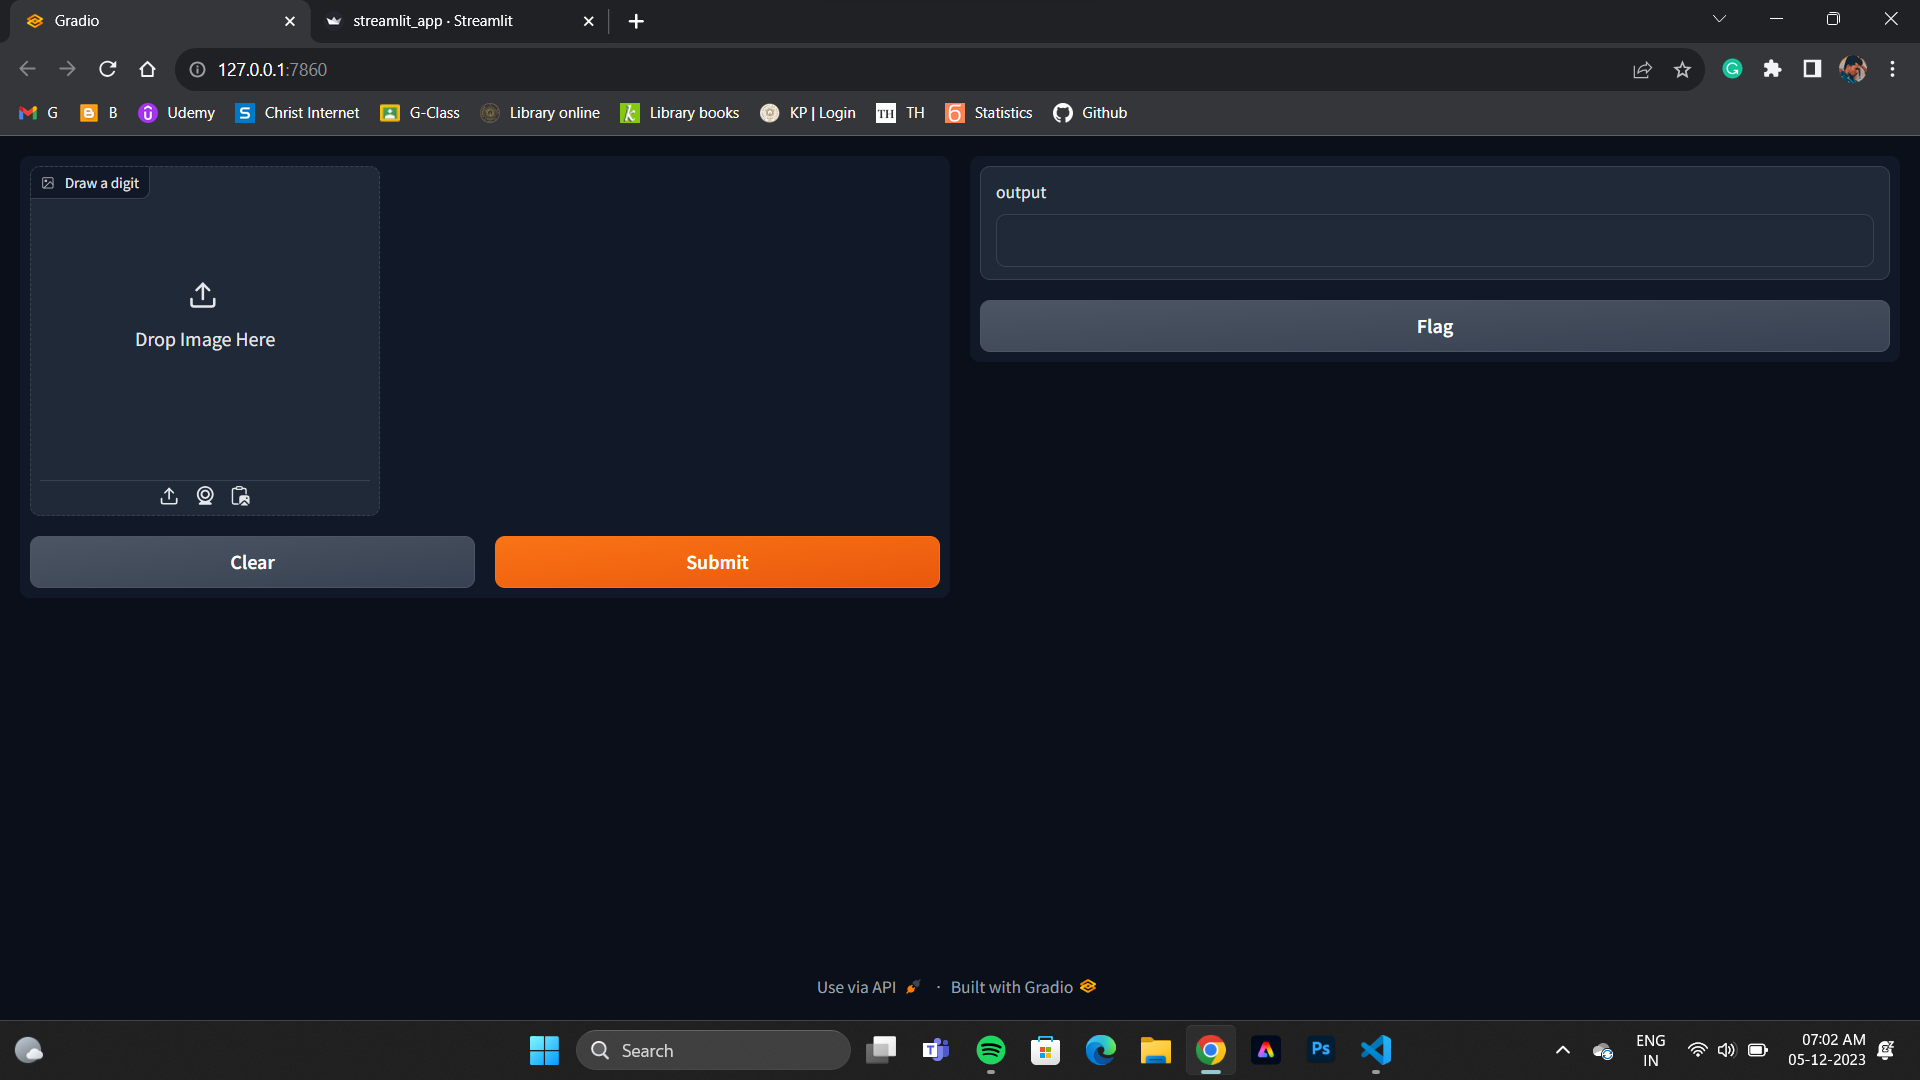 Gradio
streamlit_app · Streamlit
127.0.0.1:7860
G
B
Udemy
Christ Internet
G-Class
Library online
Library books
KP | Login
TH TH
Statistics
Github
Draw a digit
Drop Image Here
Clear
Submit
output
Flag
Use via API · Built with Gradio
Search
Ps
ENG
IN
07:02 AM
05-12-2023